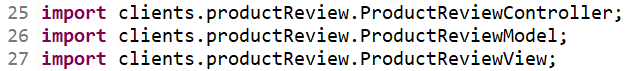 25 import clients.productReview.ProductReviewController;
26 import clients.productReview.ProductReviewModel;
27 import clients.productReview.ProductReviewView;